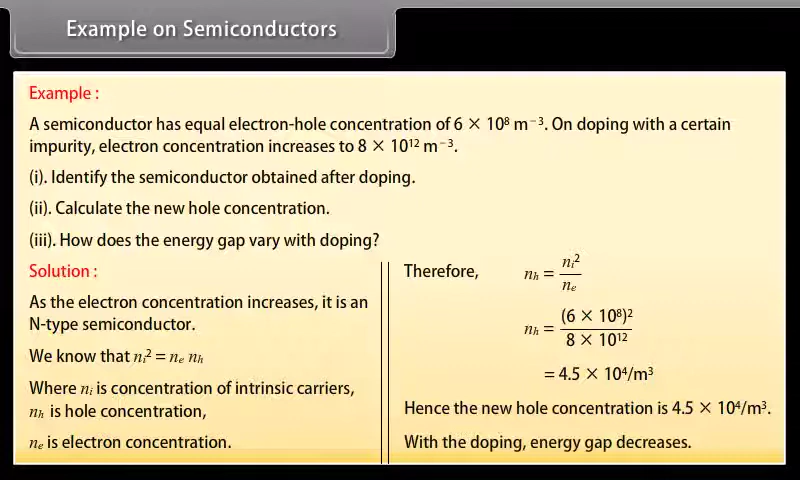 Example on Semiconductors
Example :
A semiconductor has equal electron-hole concentration of 6 × 10⁸ m⁻³. On doping with a certain
impurity, electron concentration increases to 8 × 10¹² m⁻³.
(i). Identify the semiconductor obtained after doping.
(ii). Calculate the new hole concentration.
(iii). How does the energy gap vary with doping?
Solution :
As the electron concentration increases, it is an
N-type semiconductor.
We know that nᵢ² = nₑ nₕ
Where nᵢ is concentration of intrinsic carriers,
nₕ is hole concentration,
nₑ is electron concentration.
Therefore, nₕ = nᵢ² / nₑ
nₕ = (6 × 10⁸)² / 8 × 10¹²
= 4.5 × 10⁴/m³
Hence the new hole concentration is 4.5 × 10⁴/m³.
With the doping, energy gap decreases.